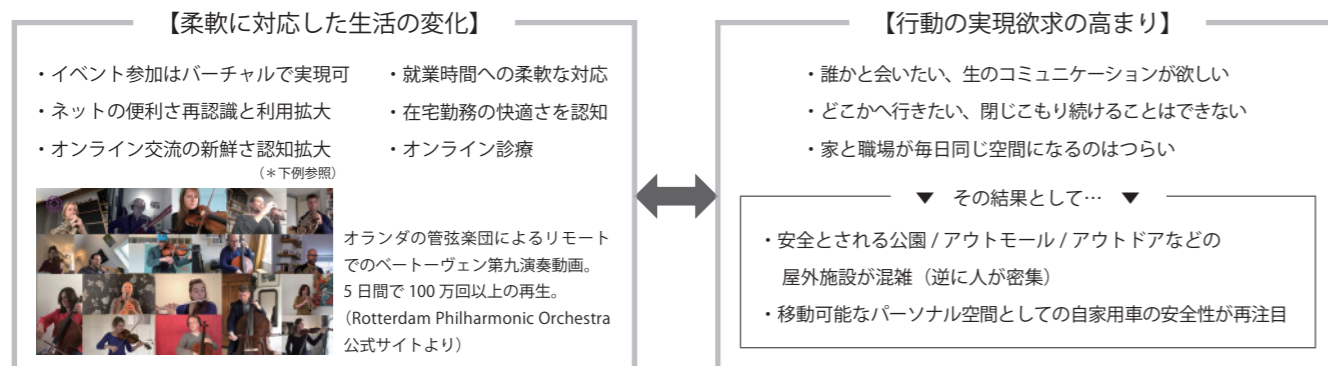 【柔軟に対応した生活の変化】
・イベント参加はバーチャルで実現可
・ネットの便利さ再認識と利用拡大
・オンライン交流の新鮮さ認知拡大
（＊下例参照）
・就業時間への柔軟な対応
・在宅勤務の快適さを認知
・オンライン診療
オランダの管弦楽団によるリモート
でのベートーヴェン第九演奏動画。
5 日間で 100 万回以上の再生。
（Rotterdam Philharmonic Orchestra
公式サイトより）
【行動の実現欲求の高まり】
・誰かと会いたい、生のコミュニケーションが欲しい
・どこかへ行きたい、閉じこもり続けることはできない
・家と職場が毎日同じ空間になるのはつらい
▼ その結果として… ▼
・安全とされる公園 / アウトモール / アウトドアなどの
屋外施設が混雑（逆に人が密集）
・移動可能なパーソナル空間としての自家用車の安全性が再注目